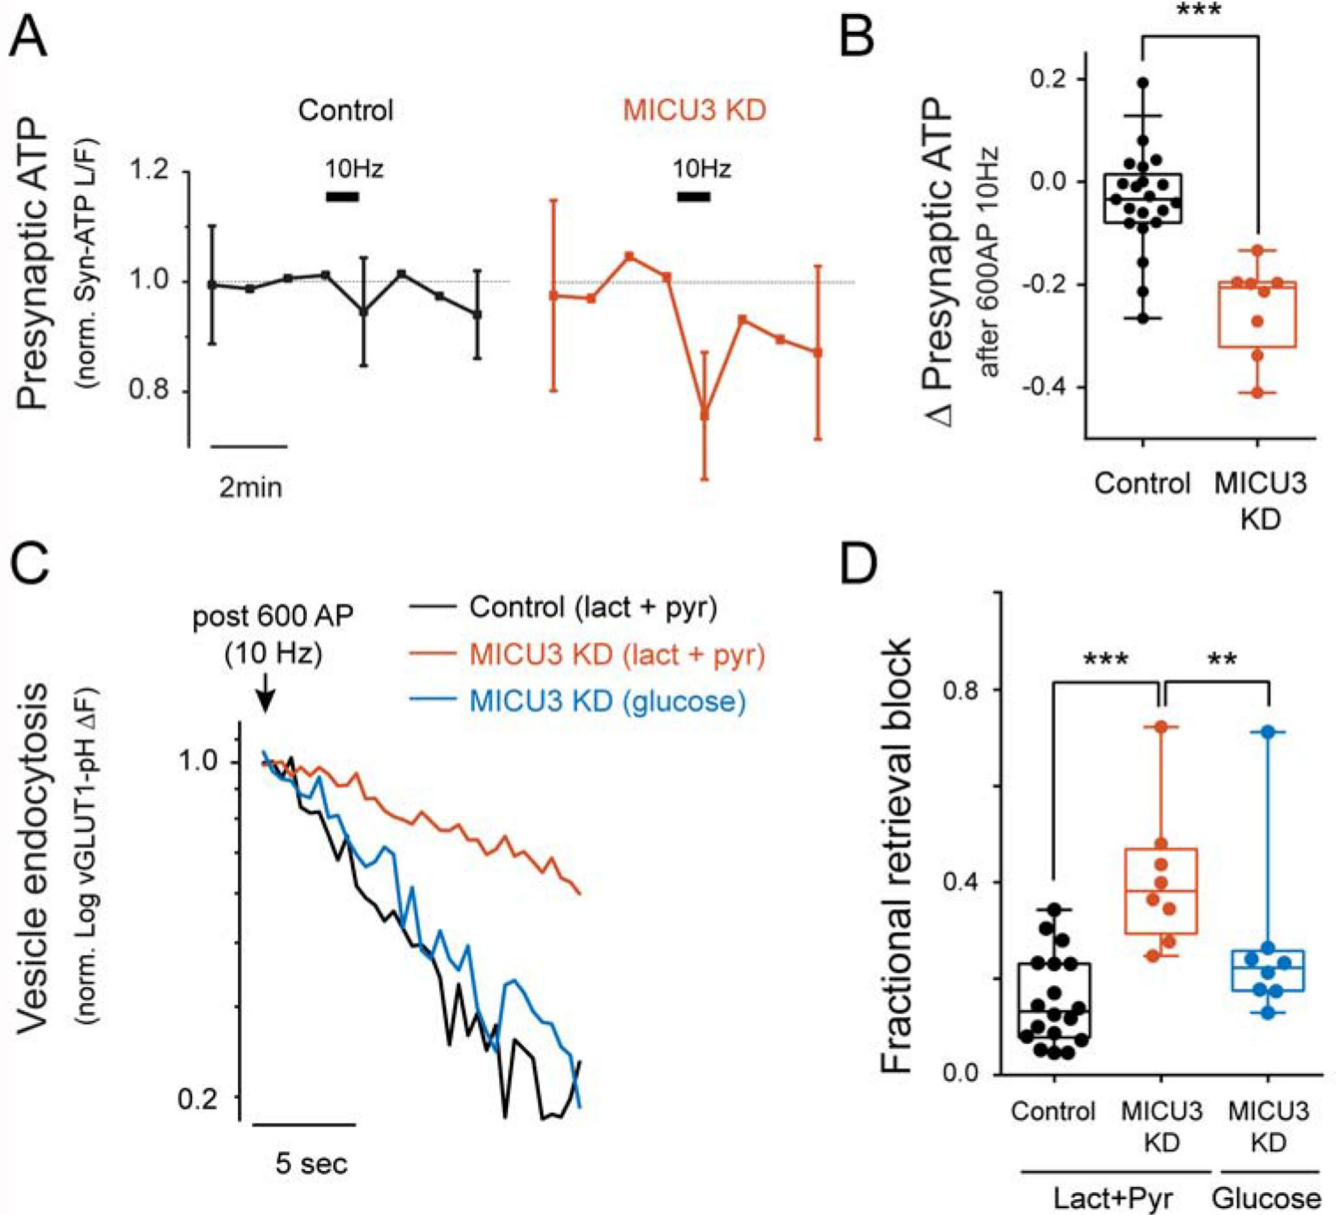 A
Control
MICU3 KD
10Hz
10Hz
Presynaptic ATP
(norm. Syn-ATP L/F)
1.2
1.0
0.8
2min
B
***
Δ Presynaptic ATP
after 600AP 10Hz
0.2
0.0
-0.2
-0.4
Control
MICU3
KD
C
post 600 AP
(10 Hz)
Control (lact + pyr)
MICU3 KD (lact + pyr)
MICU3 KD (glucose)
Vesicle endocytosis
(norm. Log vGLUT1-pH ΔF)
1.0
0.2
5 sec
D
***
**
Fractional retrieval block
0.8
0.4
0.0
Control
MICU3
KD
MICU3
KD
Lact+Pyr
Glucose